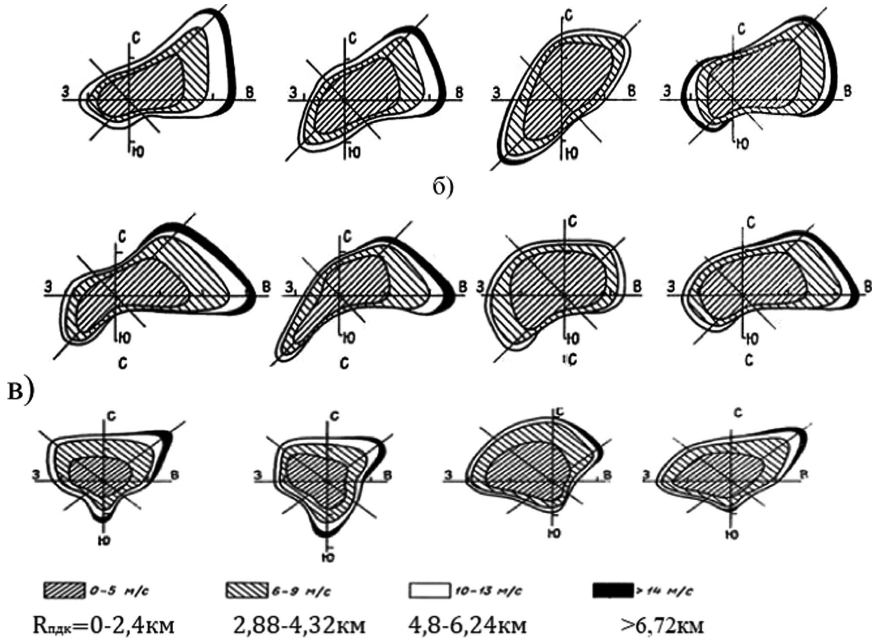 С С С С
З В З В З В З В
Ю Ю Ю Ю
б)
С С С С
З В З В З В З В
Ю Ю Ю
С С С С
в)
С С С С
З В З В З В З В
Ю Ю Ю Ю
0-5 м/с 6-9 м/с 10-13 м/с >14 м/с
Rпдк=0-2,4км 2,88-4,32км 4,8-6,24км >6,72км